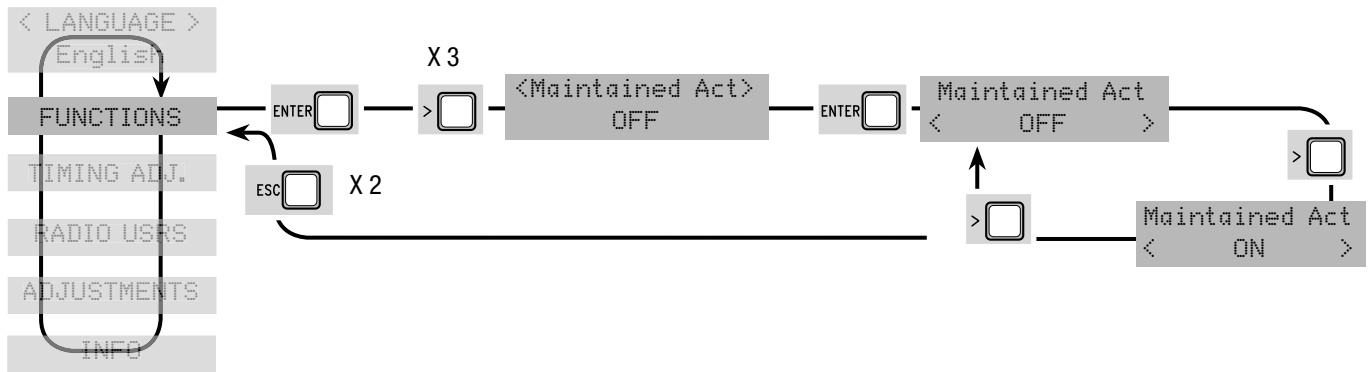 < LANGUAGE >
English
FUNCTIONS
TIMING ADJ.
RADIO USRS
ADJUSTMENTS
INFO
ENTER
X 3
>
<Maintained Act>
OFF
ENTER
Maintained Act
< OFF >
>
Maintained Act
< ON >
>
ESC
X 2